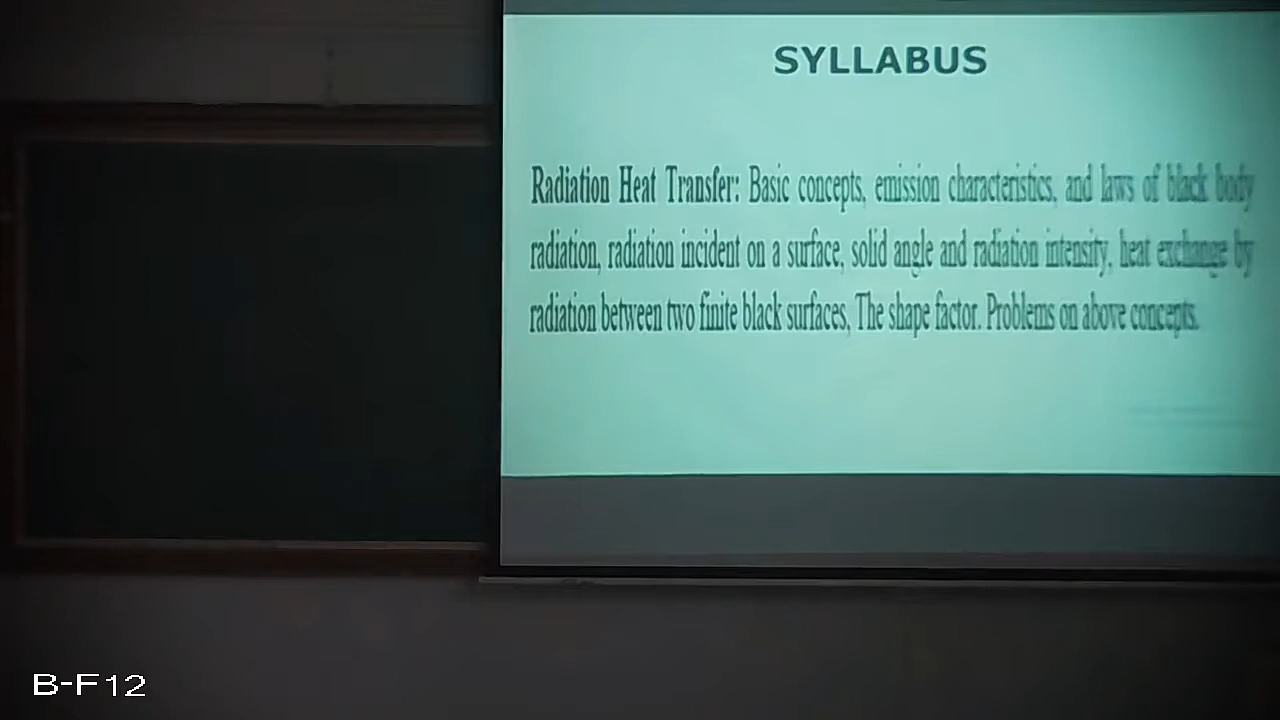 SYLLABUS
Radiation Heat Transfer: Basic concepts, emission characteristics, and laws of black body
radiation, radiation incident on a surface, solid angle and radiation intensity, heat exchange by
radiation between two finite black surfaces, The shape factor. Problems on above concepts.
B-F12